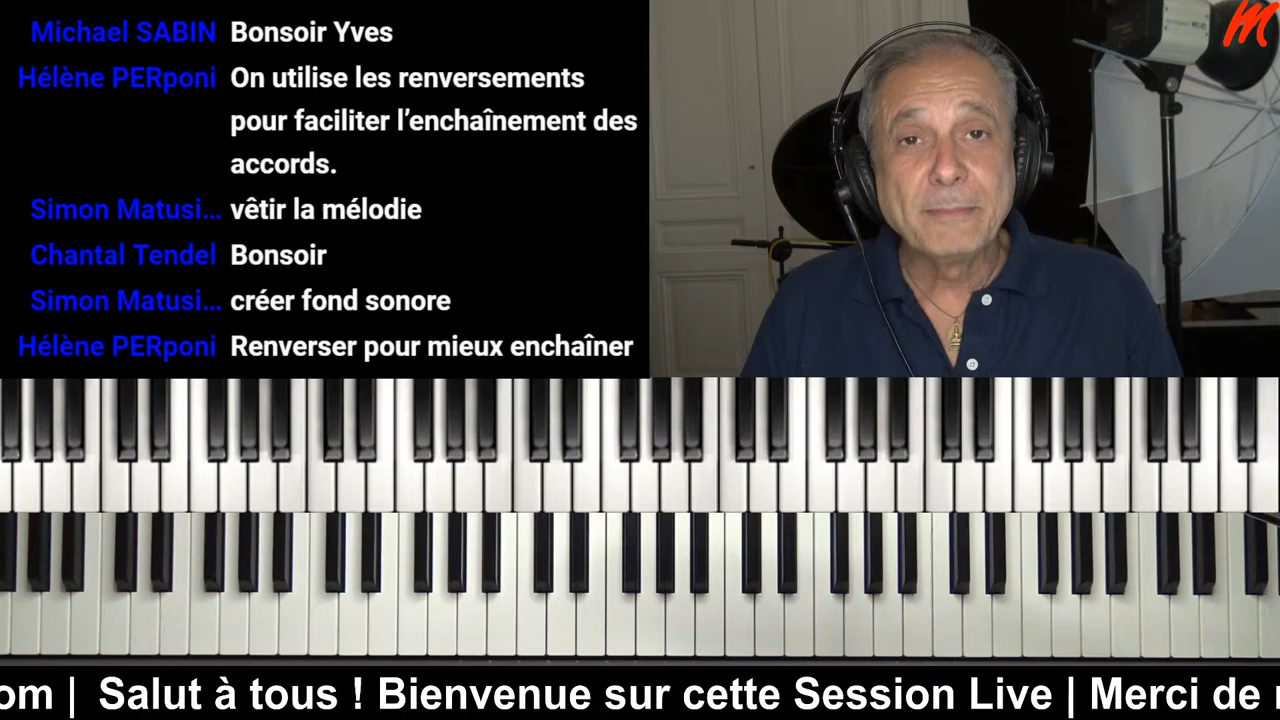 Michael SABIN Bonsoir Yves
Hélène PERponi On utilise les renversements
pour faciliter l’enchaînement des
accords.
Simon Matusi... vêtir la mélodie
Chantal Tendel Bonsoir
Simon Matusi... créer fond sonore
Hélène PERponi Renverser pour mieux enchaîner
M
om | Salut à tous ! Bienvenue sur cette Session Live | Merci de